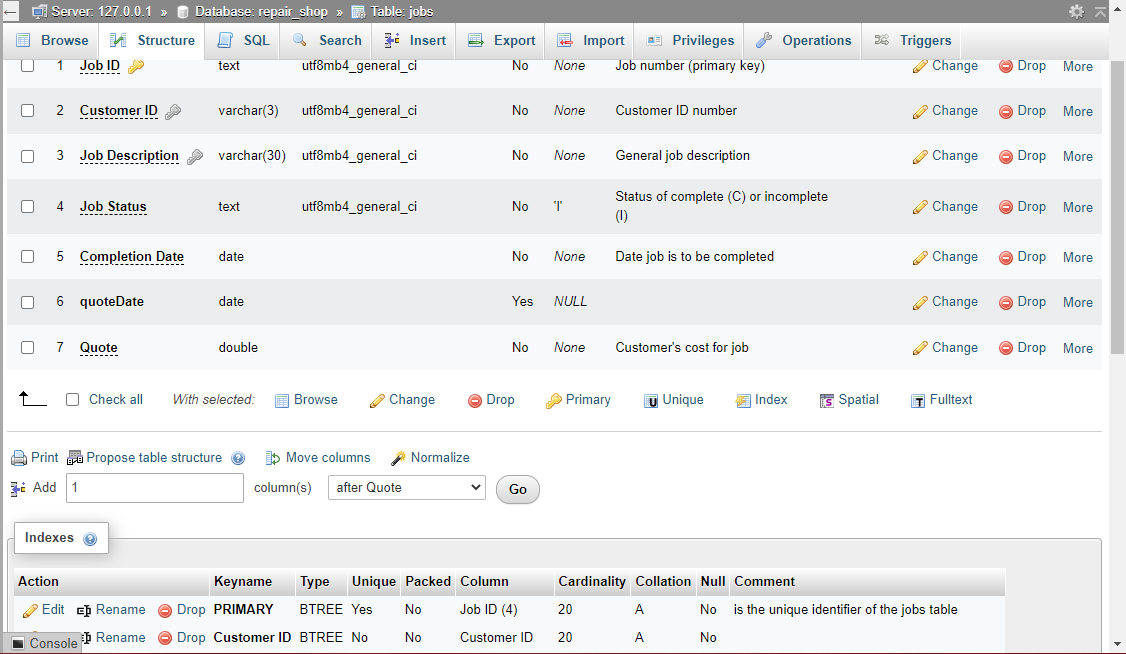 Server: 127.0.0.1 » Database: repair_shop » Table: jobs
Browse Structure SQL Search Insert Export Import Privileges Operations Triggers
1 Job ID text utf8mb4_general_ci No None Job number (primary key) Change Drop More
2 Customer ID varchar(3) utf8mb4_general_ci No None Customer ID number Change Drop More
3 Job Description varchar(30) utf8mb4_general_ci No None General job description Change Drop More
4 Job Status text utf8mb4_general_ci No 'I' Status of complete (C) or incomplete Change Drop More
(I)
5 Completion Date date No None Date job is to be completed Change Drop More
6 quoteDate date Yes NULL Change Drop More
7 Quote double No None Customer's cost for job Change Drop More
Check all With selected: Browse Change Drop Primary Unique Index Spatial Fulltext
Print Propose table structure Move columns Normalize
Add 1 column(s) after Quote Go
Indexes
Action Keyname Type Unique Packed Column Cardinality Collation Null Comment
Edit Rename Drop PRIMARY BTREE Yes No Job ID (4) 20 A No is the unique identifier of the jobs table
Rename Drop Customer ID BTREE No No Customer ID 20 A No
Console